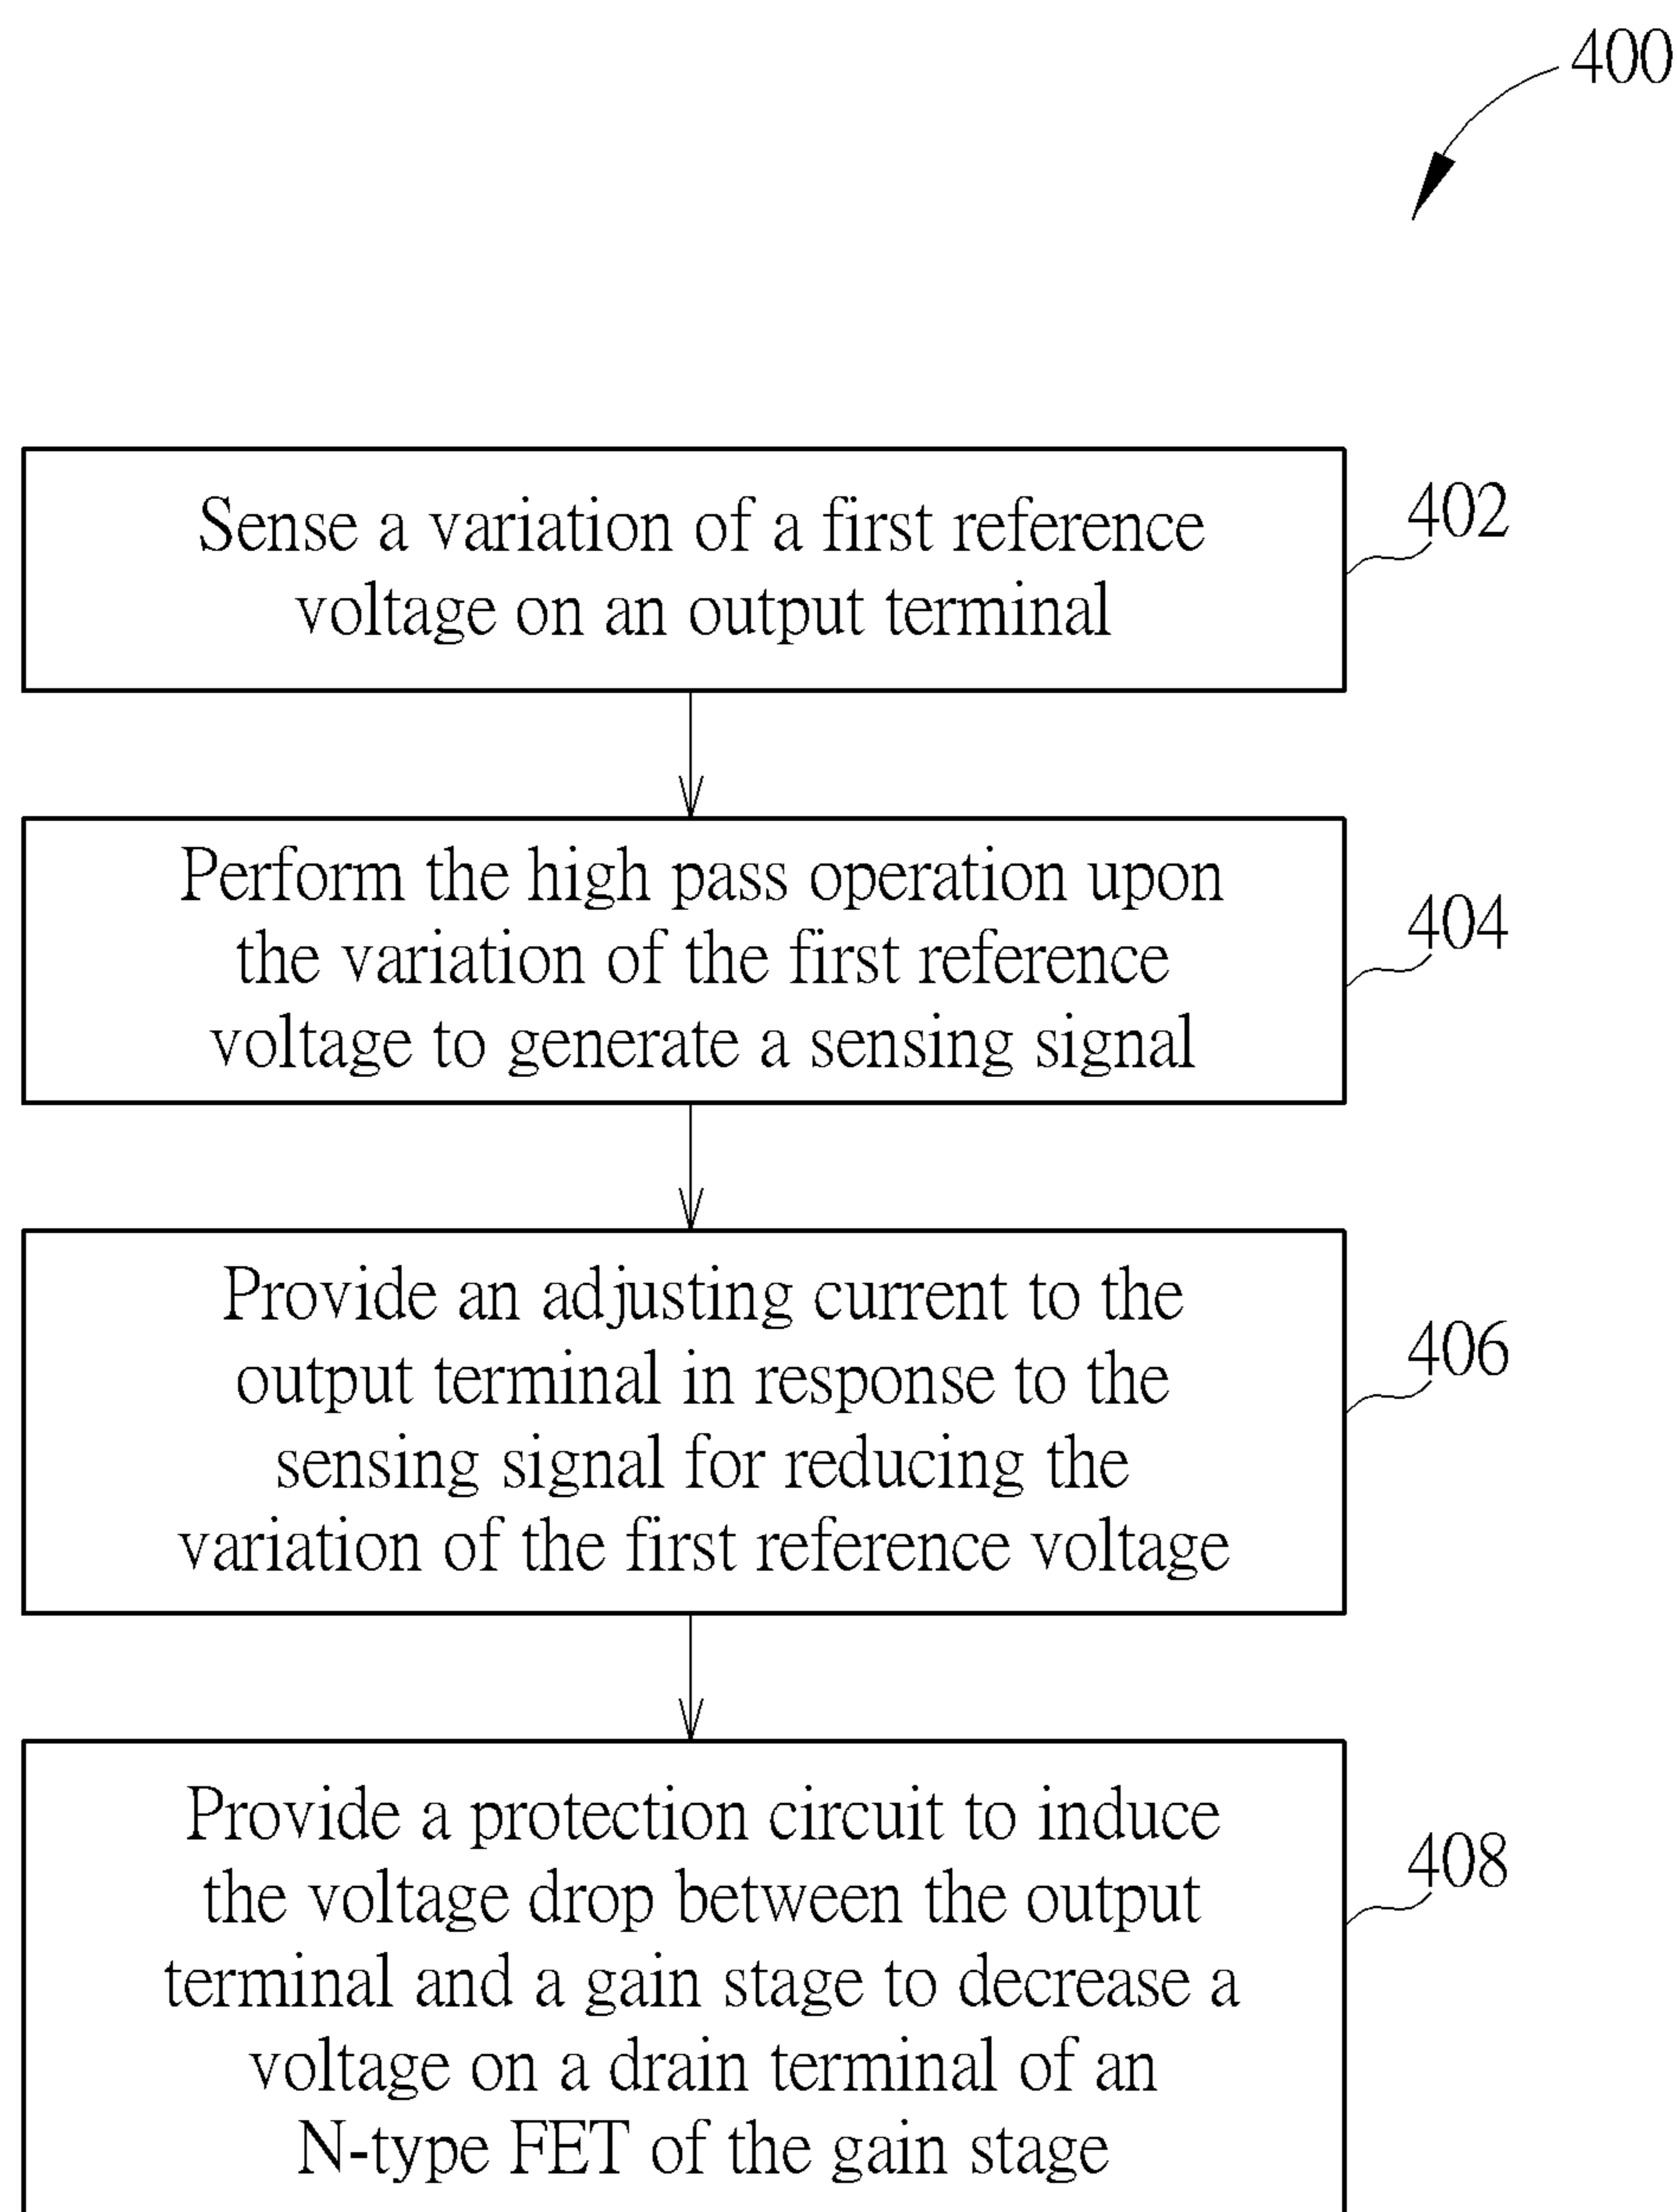 400
Sense a variation of a first reference
voltage on an output terminal
402
Perform the high pass operation upon
the variation of the first reference
voltage to generate a sensing signal
404
Provide an adjusting current to the
output terminal in response to the
sensing signal for reducing the
variation of the first reference voltage
406
Provide a protection circuit to induce
the voltage drop between the output
terminal and a gain stage to decrease a
voltage on a drain terminal of an
N-type FET of the gain stage
408